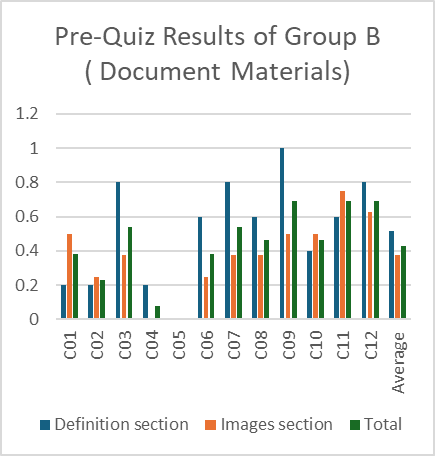 Pre-Quiz Results of Group B
( Document Materials)
1.2
1
0.8
0.6
0.4
0.2
0
C01 C02 C03 C04 C05 C06 C07 C08 C09 C10 C11 C12 Average
Definition section Images section Total